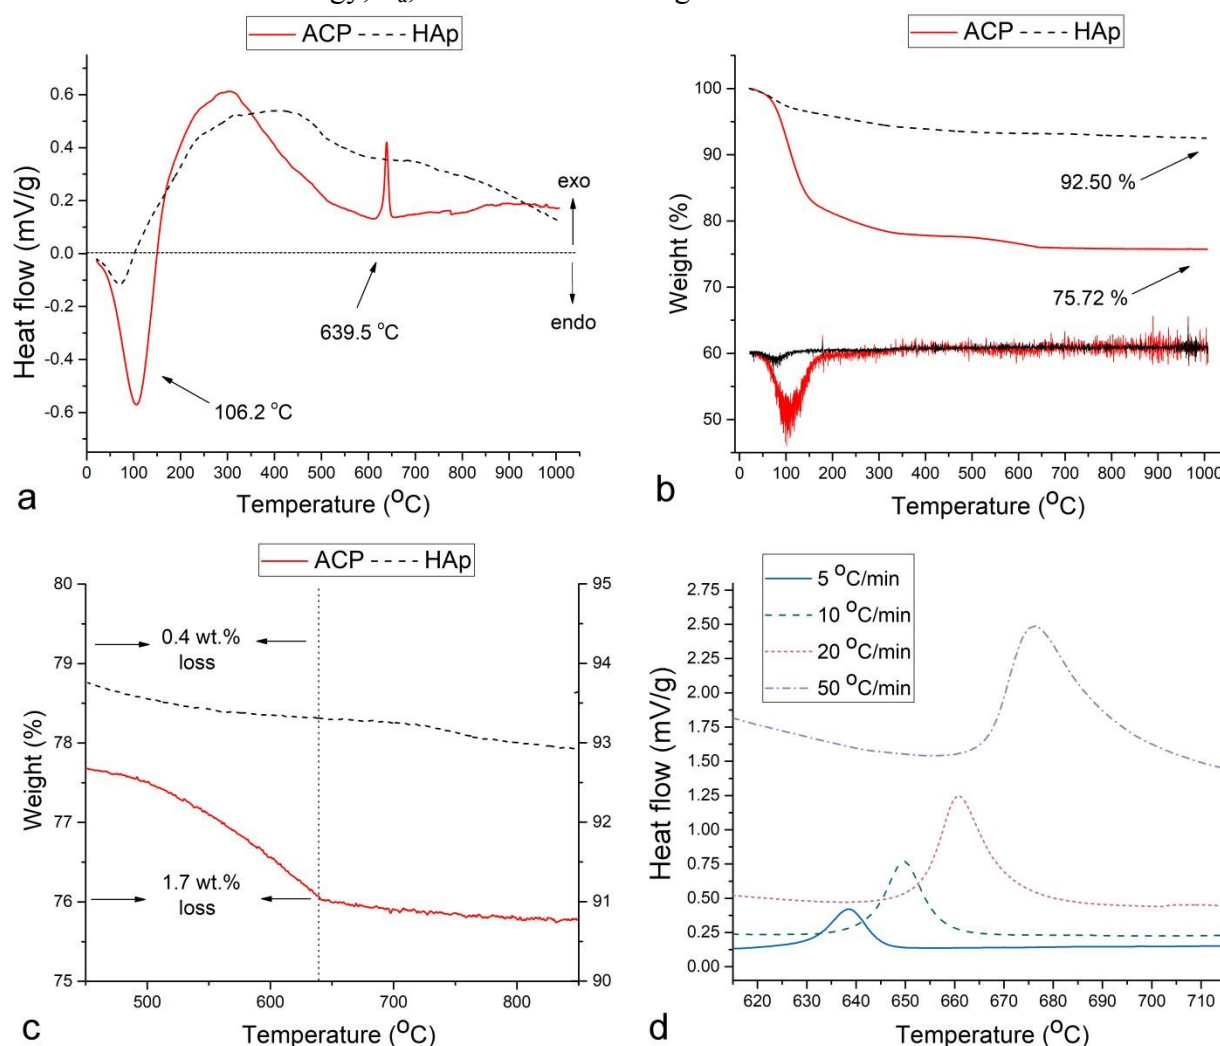 ACP HAp
ACP HAp
Heat flow (mV/g)
0.6
0.4
0.2
0.0
-0.2
-0.4
-0.6
exo
endo
639.5 °C
106.2 °C
0 100 200 300 400 500 600 700 800 900 1000
Temperature (°C)
a
Weight (%)
100
90
80
70
60
50
92.50 %
75.72 %
0 100 200 300 400 500 600 700 800 900 1000
Temperature (°C)
b
ACP HAp
Weight (%)
80
79
78
77
76
75
95
94
93
92
91
90
0.4 wt.%
loss
1.7 wt.%
loss
500 600 700 800
Temperature (°C)
c
5 °C/min
10 °C/min
20 °C/min
50 °C/min
Heat flow (mV/g)
2.75
2.50
2.25
2.00
1.75
1.50
1.25
1.00
0.75
0.50
0.25
0.00
620 630 640 650 660 670 680 690 700 710
Temperature (°C)
d